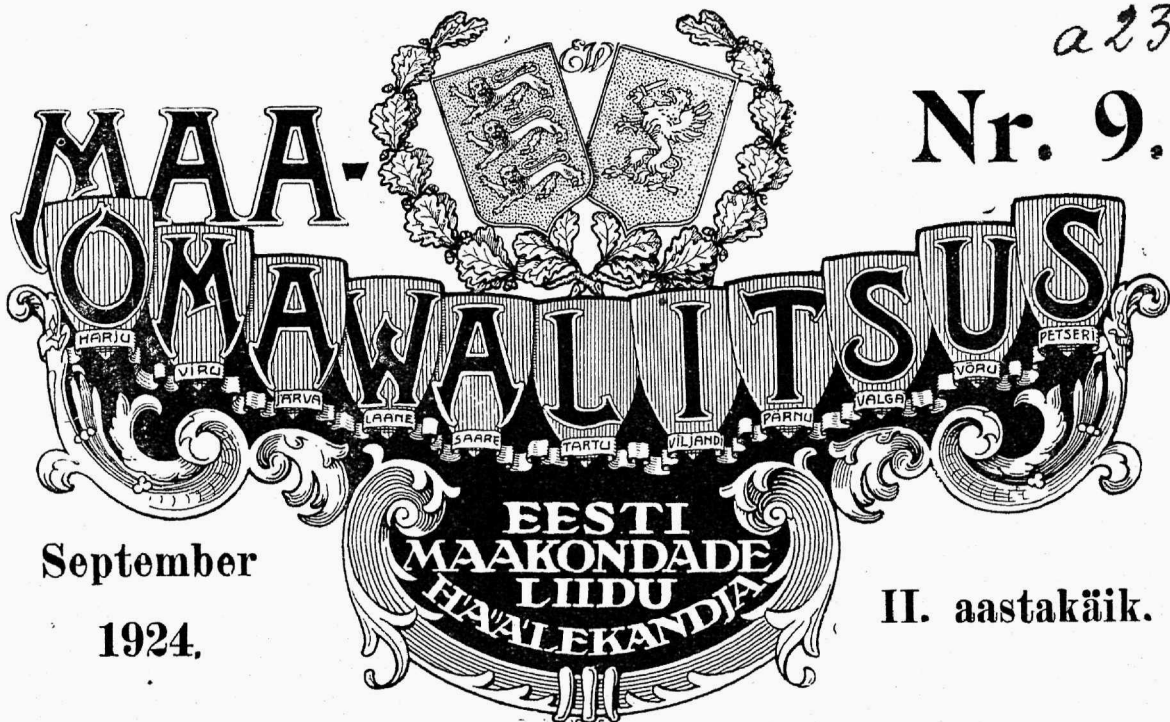 a23
Nr. 9.
EW
MAA-
OMAWALITSUS
HARJU
VIRU
JÄRVA
LÄÄNE
SAARE
TARTU
VILJANDI
PÄRNU
VALGA
VÕRU
PETSERI
EESTI
MAAKONDADE
LIIDU
HÄÄLEKANDJA
September
1924.
II. aastakäik.